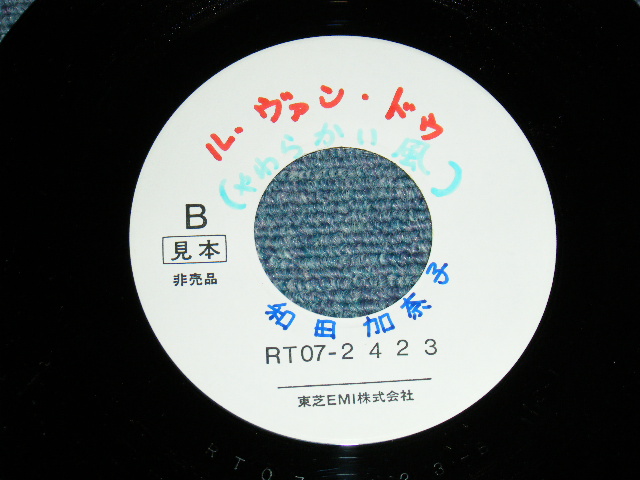 ル・ヴァン・ドゥ
(やわらかい風)
B
見本
非売品
岩田加奈子
RT07-2423
東芝EMI株式会社